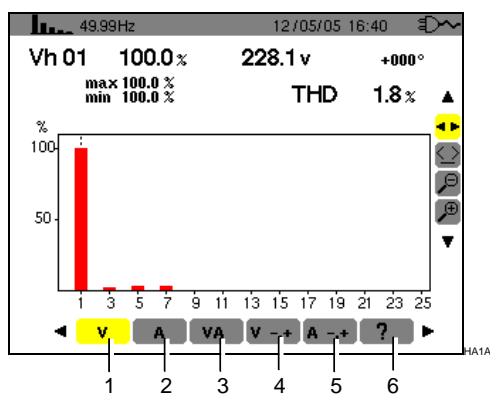 49.99Hz 12/05/05 16:40
Vh 01 100.0 % 228.1 v +000°
max 100.0 %
min 100.0 %
THD 1.8 %
%
100
50
1 3 5 7 9 11 13 15 17 19 21 23 25
V A VA V -.+ A -.+ ?
HA1A
1 2 3 4 5 6